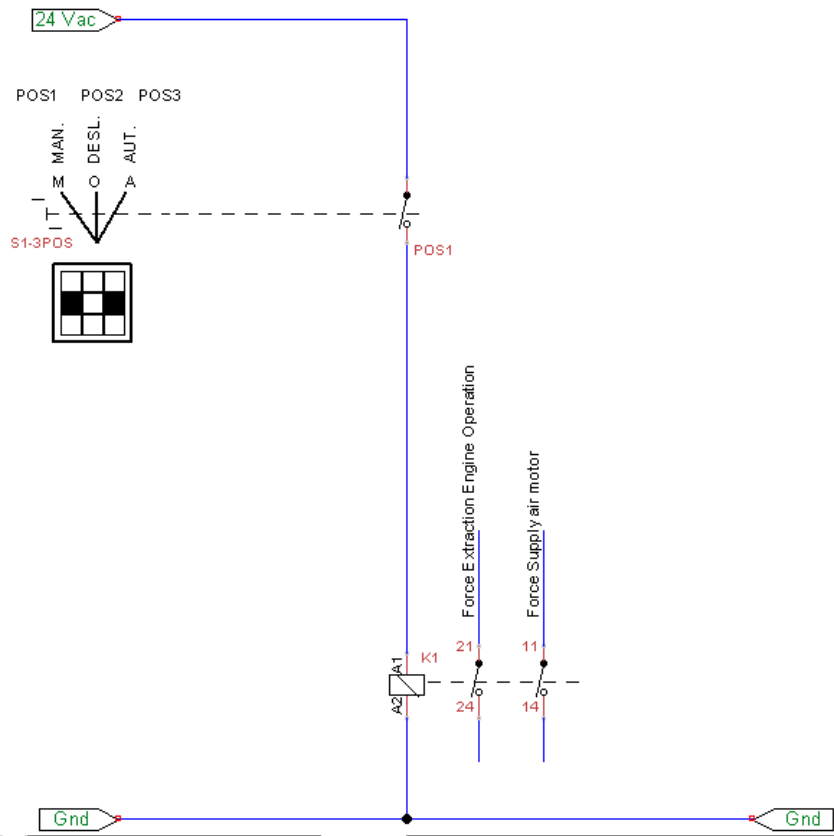 24 Vac
POS1 POS2 POS3
MAN.
DESL.
AUT.
M O A
S1-3POS
POS1
Force Extraction Engine Operation
Force Supply air motor
21 11
A1 K1
A2 24 14
Gnd Gnd